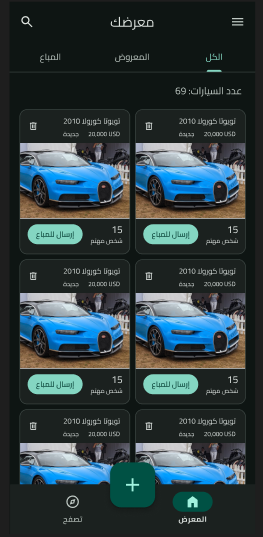 معرضك
الكل
المعروض
المباع
عدد السيارات: 69
تويوتا كورولا 2010
20,000 USD جديدة
15
شخص مهتم
إرسال للمباع
تويوتا كورولا 2010
20,000 USD جديدة
15
شخص مهتم
إرسال للمباع
تويوتا كورولا 2010
20,000 USD جديدة
15
شخص مهتم
إرسال للمباع
تويوتا كورولا 2010
20,000 USD جديدة
15
شخص مهتم
إرسال للمباع
تويوتا كورولا 2010
20,000 USD جديدة
تويوتا كورولا 2010
20,000 USD جديدة
المعرض
تصفح